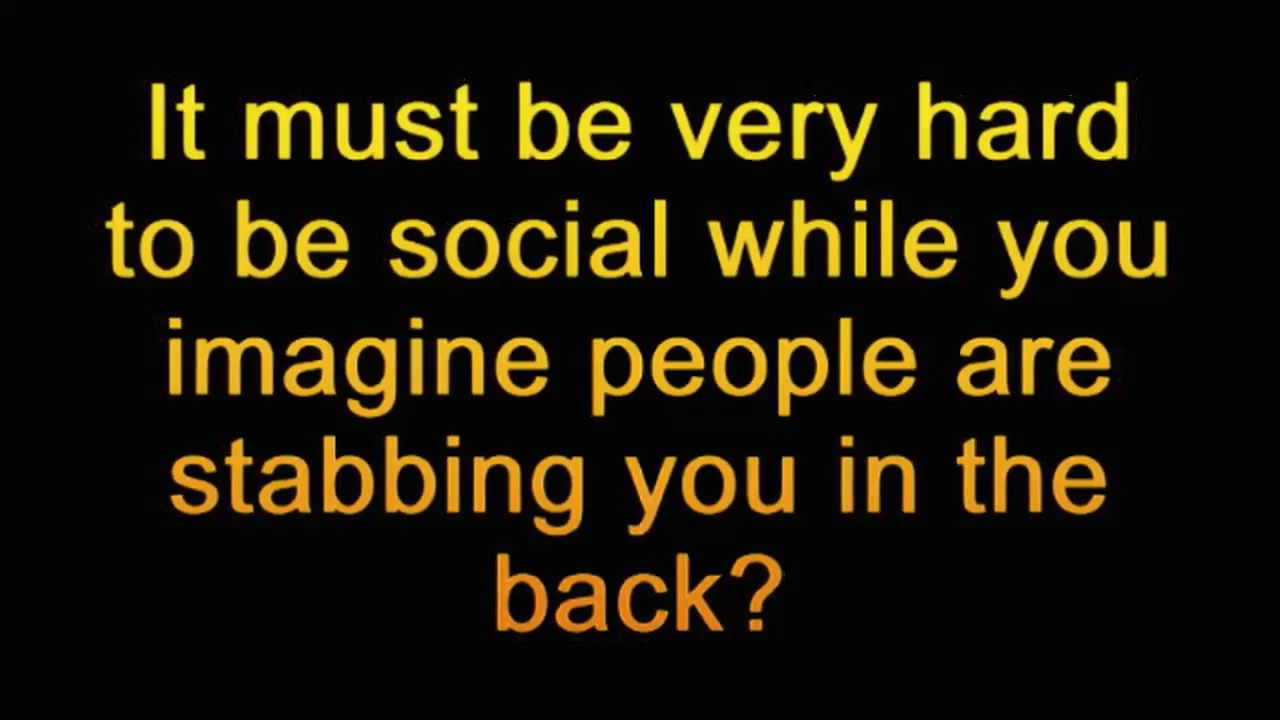 It must be very hard
to be social while you
imagine people are
stabbing you in the
back?